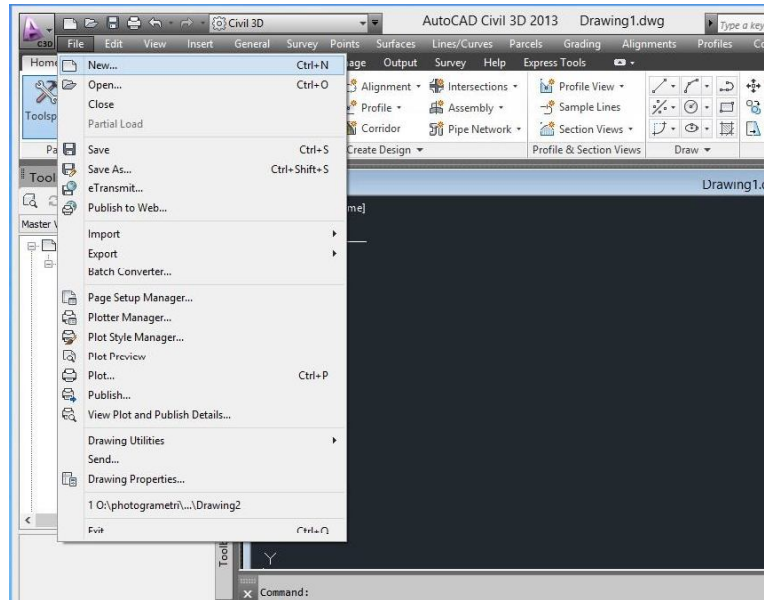 Civil 3D
AutoCAD Civil 3D 2013 Drawing1.dwg
Type a key
C3D File Edit View Insert General Survey Points Surfaces Lines/Curves Parcels Grading Alignments Profiles
Output Survey Help Express Tools
New... Ctrl+N
Open... Ctrl+O
Close
Partial Load
Save Ctrl+S
Save As... Ctrl+Shift+S
eTransmit...
Publish to Web...
Import
Export
Batch Converter...
Page Setup Manager...
Plotter Manager...
Plot Style Manager...
Plot Preview
Plot... Ctrl+P
Publish...
View Plot and Publish Details...
Drawing Utilities
Send...
Drawing Properties...
1 O:\photogrametri\...\Drawing2
Exit Ctrl+Q
Alignment Intersections Profile View
Profile Assembly Sample Lines
Corridor Pipe Network Section Views
Create Design Profile & Section Views Draw
Drawing1.
me]
Y
Command: